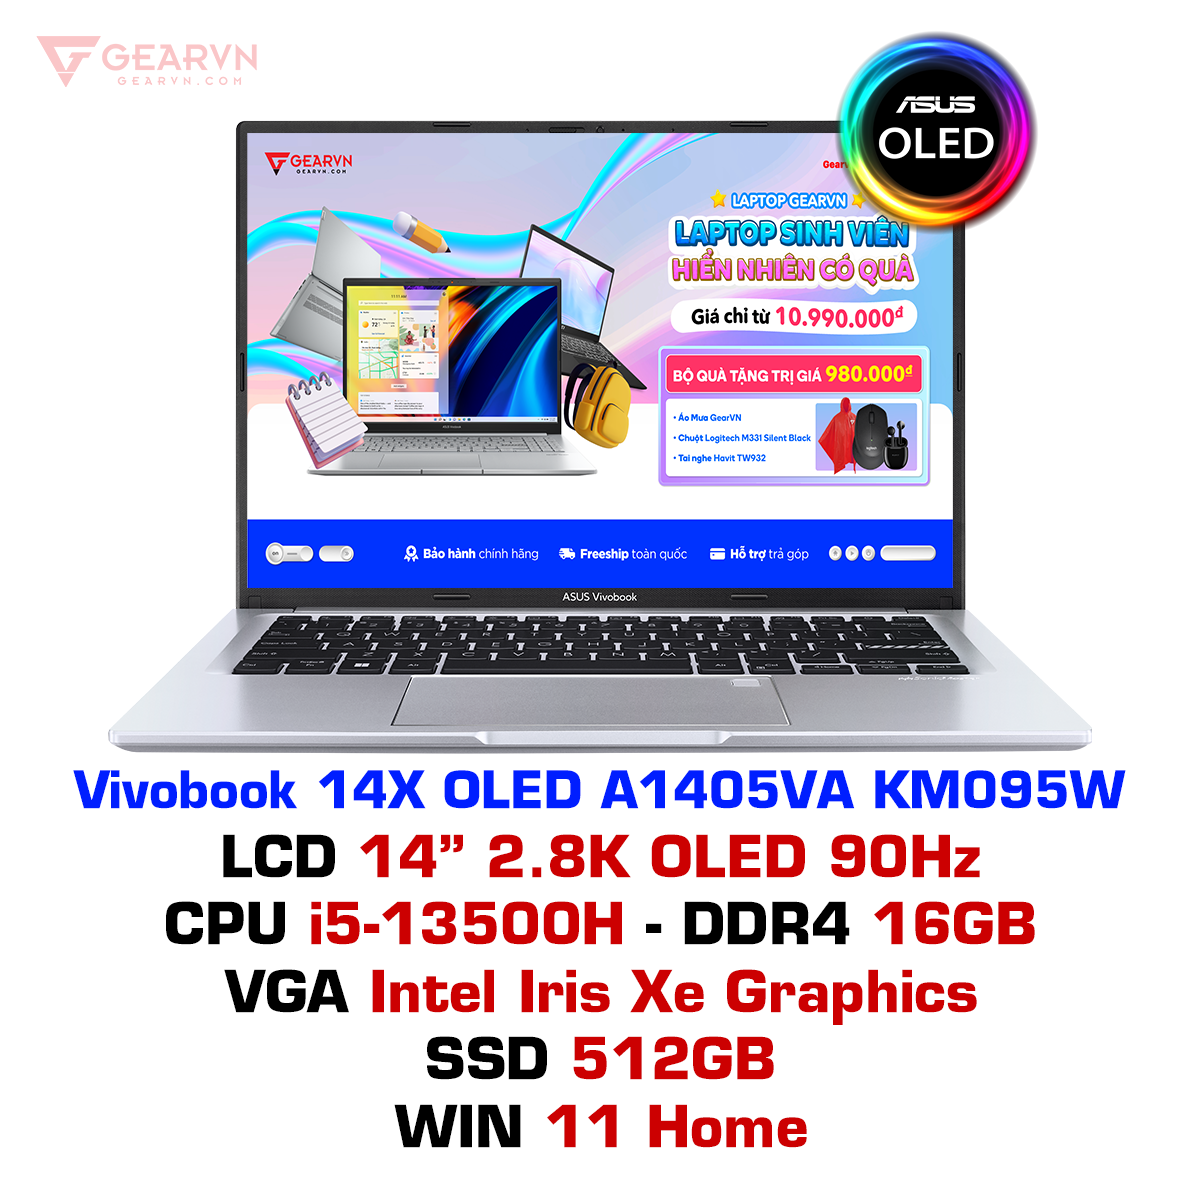 GEARVN
GEARVN.COM
ASUS
OLED
GEARVN
GEARVN.COM
LAPTOP GEARVN
LAPTOP SINH VIÊN
HIỂN NHIÊN CÓ QUÀ
Giá chỉ từ 10.990.000đ
BỘ QUÀ TẶNG TRỊ GIÁ 980.000đ
• Áo Mưa GearVN
• Chuột Logitech M331 Silent Black
• Tai nghe Havit TW932
Bảo hành chính hãng
Freeship toàn quốc
Hỗ trợ trả góp
ASUS Vivobook
Vivobook 14X OLED A1405VA KM095W
LCD 14” 2.8K OLED 90Hz
CPU i5-13500H - DDR4 16GB
VGA Intel Iris Xe Graphics
SSD 512GB
WIN 11 Home